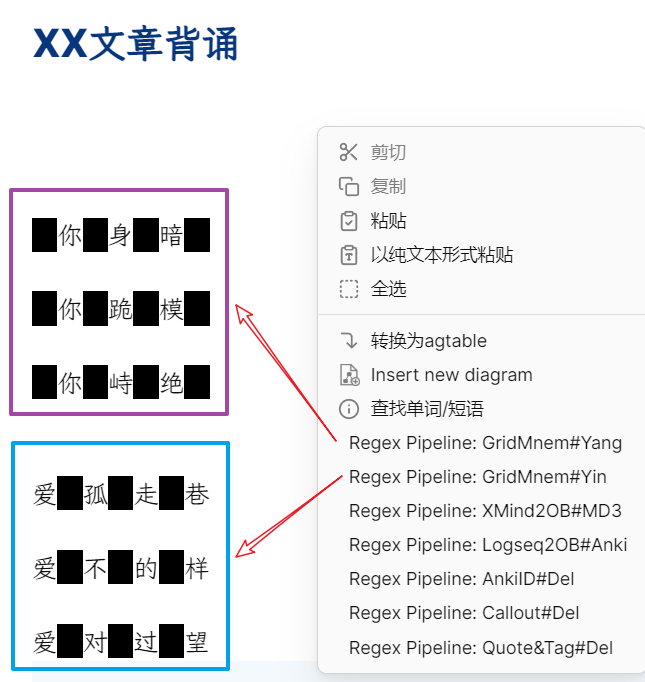 XX文章背诵
你身暗
你跪模
你峙绝
爱孤走巷
爱不的样
爱对过望
剪切
复制
粘贴
以纯文本形式粘贴
全选
转换为agtable
Insert new diagram
查找单词/短语
Regex Pipeline: GridMnem#Yang
Regex Pipeline: GridMnem#Yin
Regex Pipeline: XMind2OB#MD3
Regex Pipeline: Logseq2OB#Anki
Regex Pipeline: AnkiID#Del
Regex Pipeline: Callout#Del
Regex Pipeline: Quote&Tag#Del